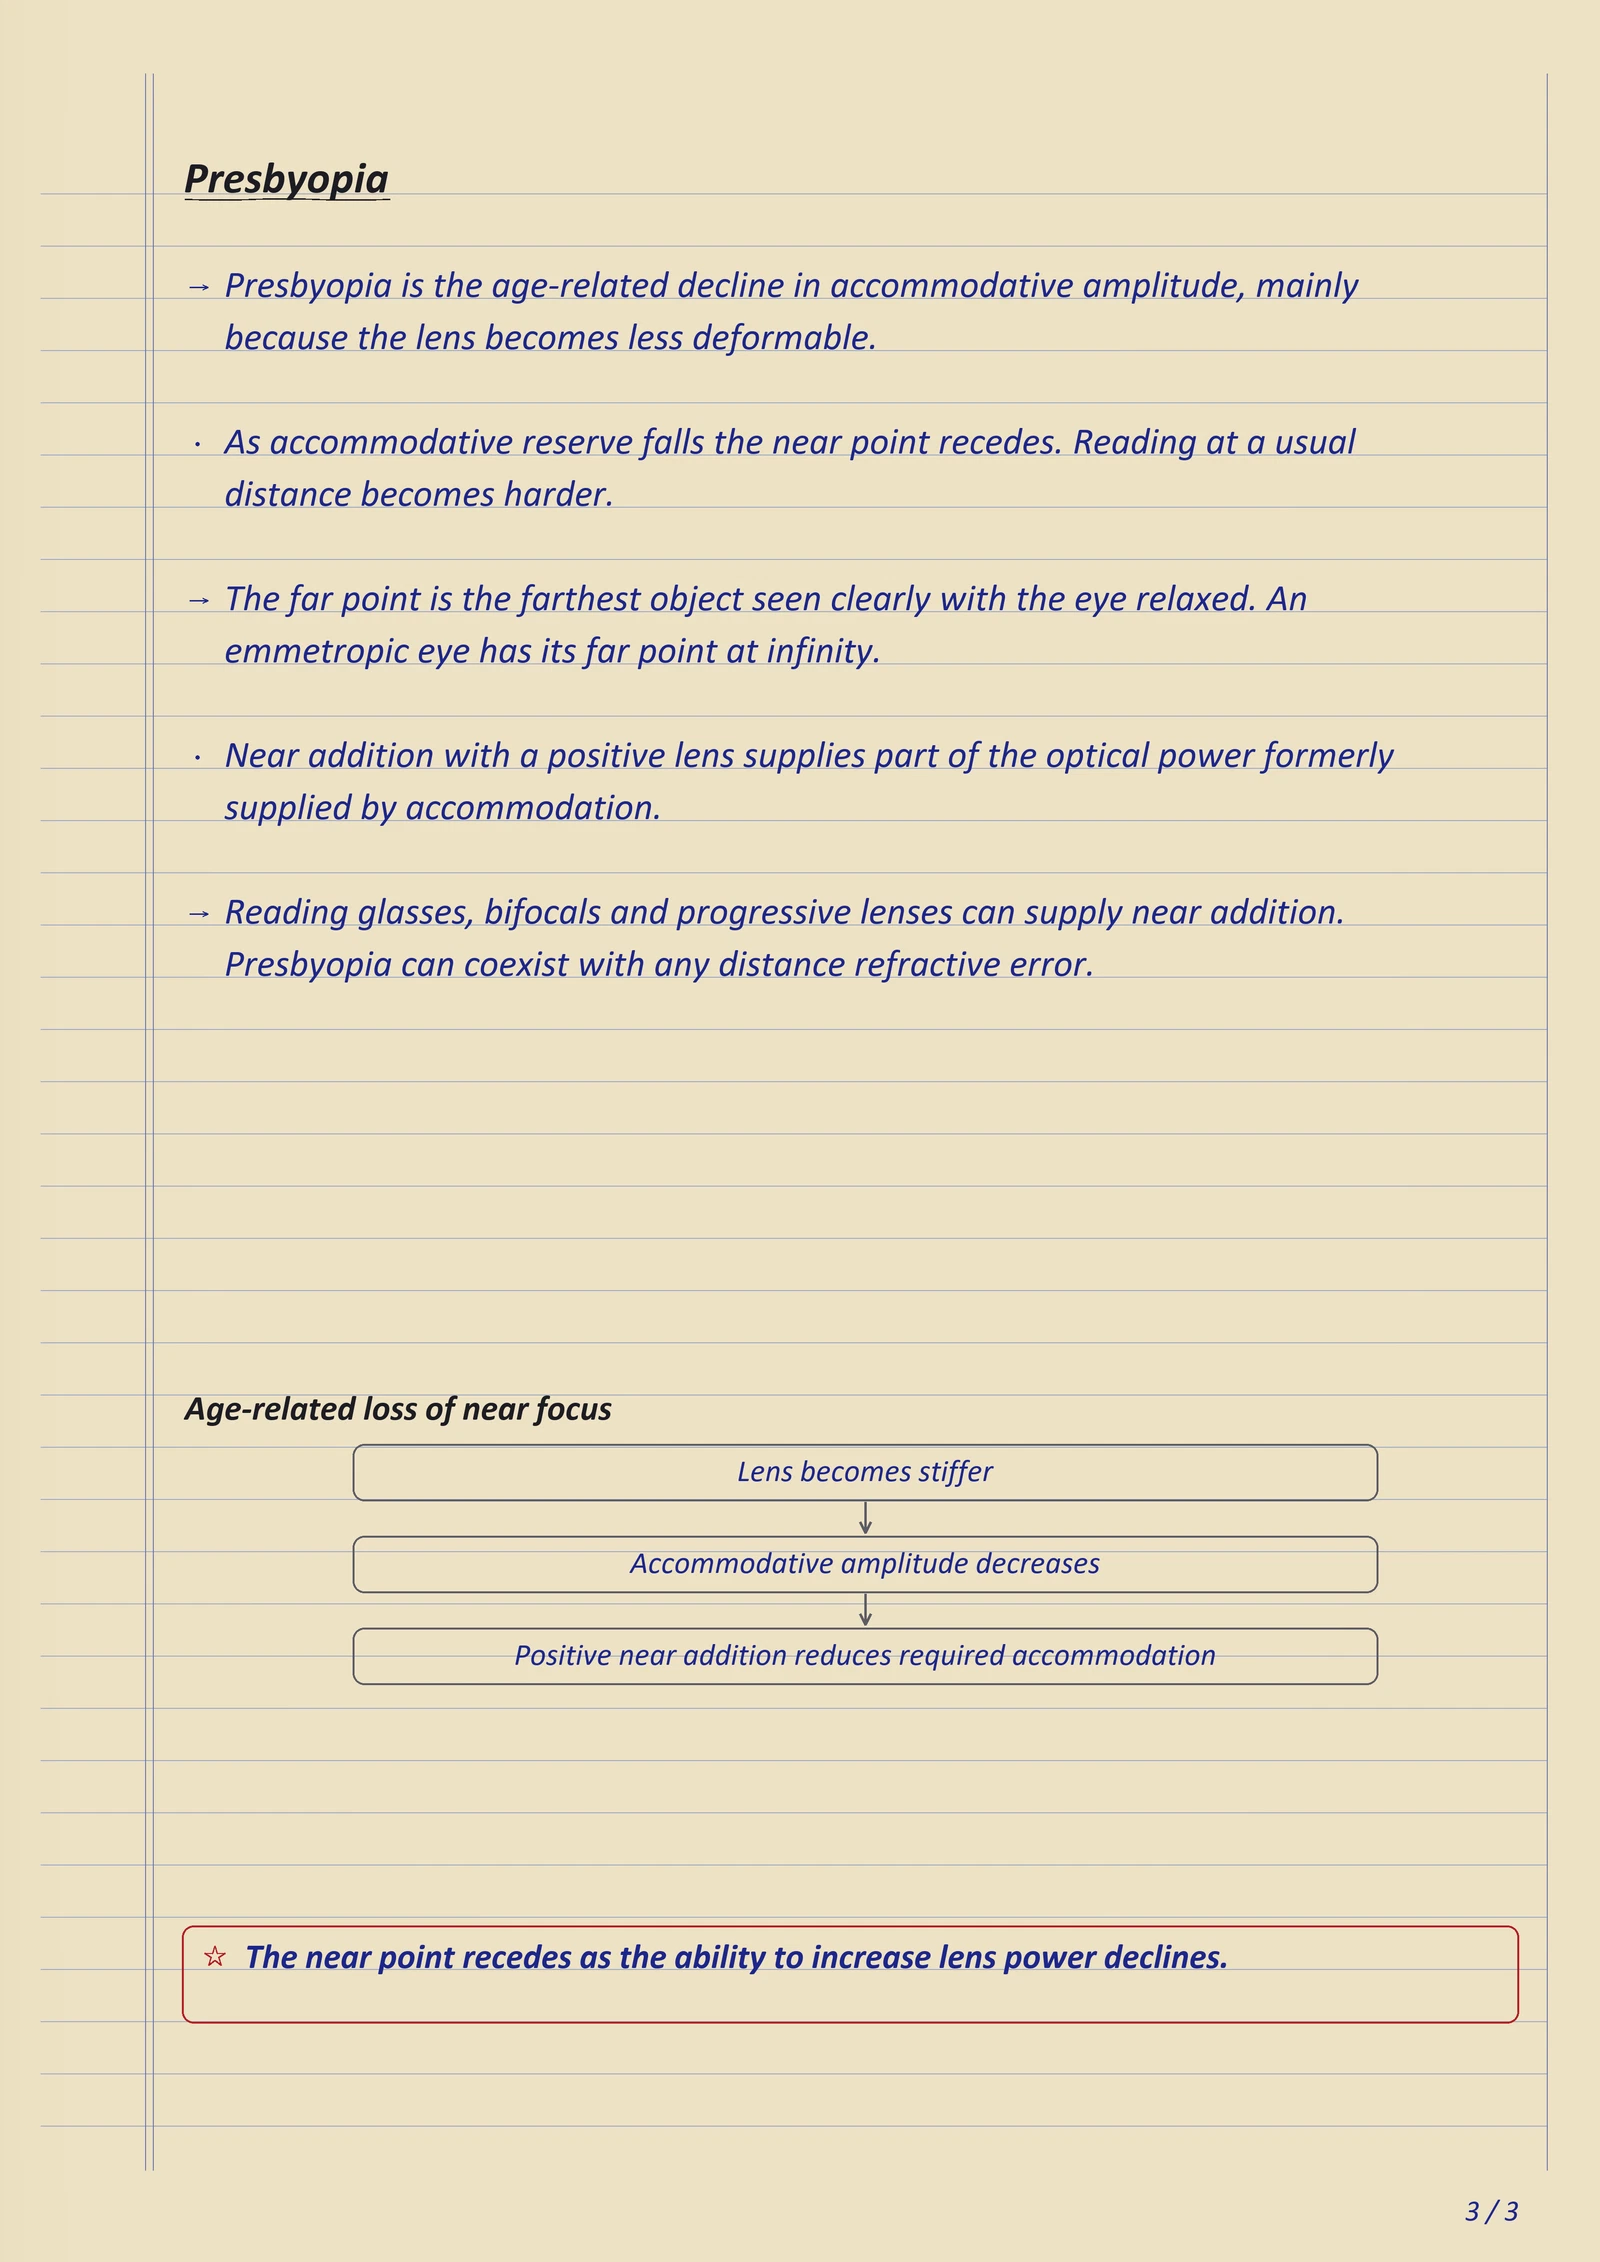 Presbyopia
→ Presbyopia is the age-related decline in accommodative amplitude, mainly
because the lens becomes less deformable.
· As accommodative reserve falls the near point recedes. Reading at a usual
distance becomes harder.
→ The far point is the farthest object seen clearly with the eye relaxed. An
emmetropic eye has its far point at infinity.
· Near addition with a positive lens supplies part of the optical power formerly
supplied by accommodation.
→ Reading glasses, bifocals and progressive lenses can supply near addition.
Presbyopia can coexist with any distance refractive error.
Age-related loss of near focus
Lens becomes stiffer
Accommodative amplitude decreases
Positive near addition reduces required accommodation
☆ The near point recedes as the ability to increase lens power declines.
3 / 3